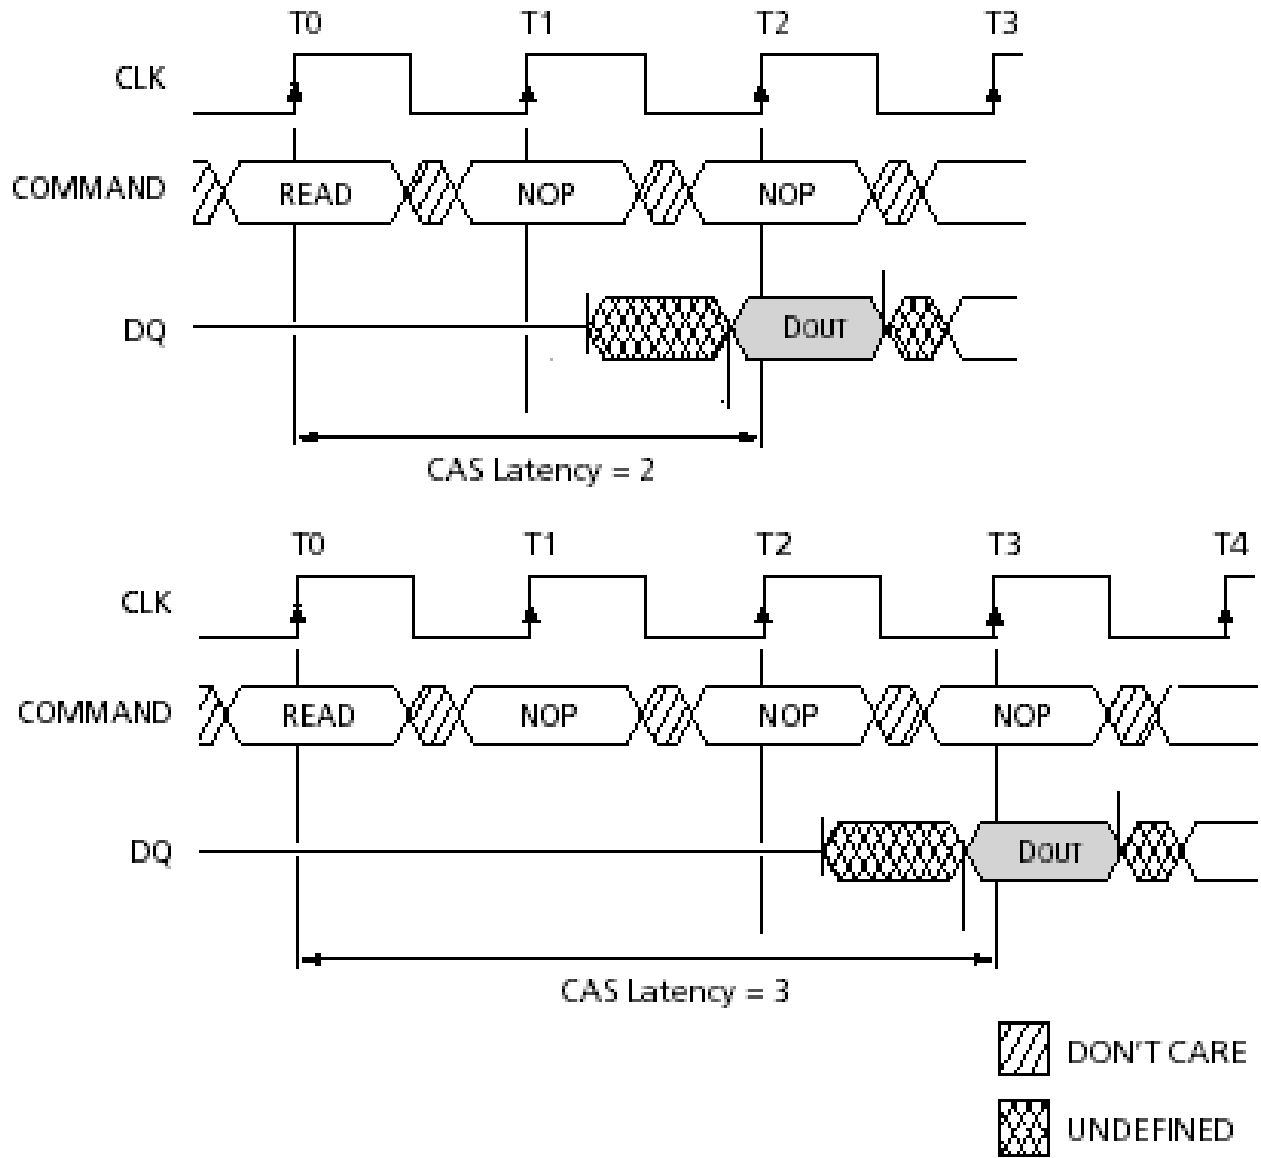 T0 T1 T2 T3
CLK
COMMAND READ NOP NOP
DQ DOUT
CAS Latency = 2
T0 T1 T2 T3 T4
CLK
COMMAND READ NOP NOP NOP
DQ DOUT
CAS Latency = 3
DON'T CARE
UNDEFINED